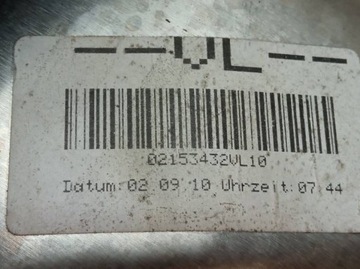 --VL--
02153432VL10
Datum:02 09 10 Uhrzeit:07:44